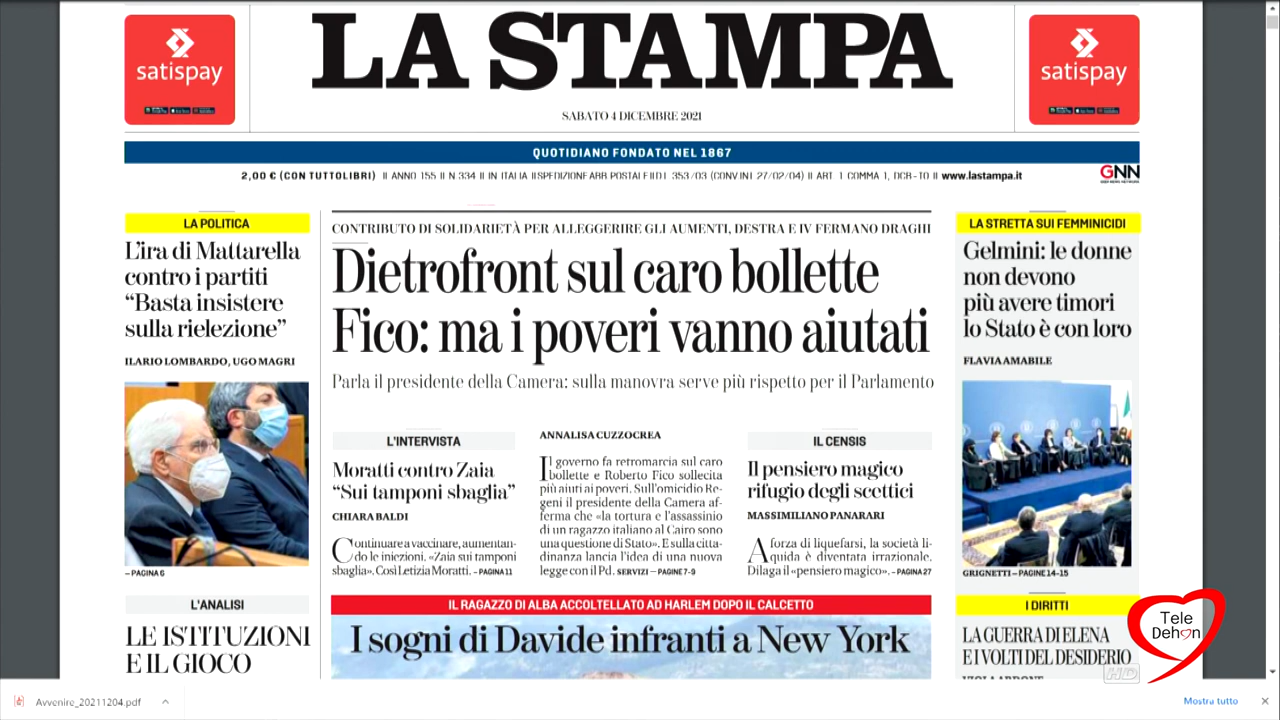 satispay
LA STAMPA
SABATO 4 DICEMBRE 2021
satispay
QUOTIDIANO FONDATO NEL 1867
2,00 € (CON TUTTOLIBRI) II ANNO 155 II N.334 II IN ITALIA II SPEDIZIONE ABB. POSTALE II D.L. 353/03 (CONV. IN L. 27/02/04) II ART. 1 COMMA 1, DCB - TO II www.lastampa.it
GNN
LA POLITICA
L'ira di Mattarella
contro i partiti
“Basta insistere
sulla rielezione”
ILARIO LOMBARDO, UGO MAGRI
– PAGINA 6
L'ANALISI
LE ISTITUZIONI
E IL GIOCO
CONTRIBUTO DI SOLIDARIETÀ PER ALLEGGERIRE GLI AUMENTI, DESTRA E IV FERMANO DRAGHI
Dietrofront sul caro bollette
Fico: ma i poveri vanno aiutati
Parla il presidente della Camera: sulla manovra serve più rispetto per il Parlamento
L'INTERVISTA
Moratti contro Zaia
“Sui tamponi sbaglia”
CHIARA BALDI
Continuare a vaccinare, aumentan-
do le iniezioni. «Zaia sui tamponi
sbaglia». Così Letizia Moratti. – PAGINA 11
ANNALISA CUZZOCREA
Il governo fa retromarcia sul caro
bollette e Roberto Fico sollecita
più aiuti ai poveri. Sull'omicidio Re-
geni il presidente della Camera af-
ferma che «la tortura e l'assassinio
di un ragazzo italiano al Cairo sono
una questione di Stato». E sulla citta-
dinanza lancia l'idea di una nuova
legge con il Pd. SERVIZI – PAGINE 7-9
IL CENSIS
Il pensiero magico
rifugio degli scettici
MASSIMILIANO PANARARI
A forza di liquefarsi, la società li-
quida è diventata irrazionale.
Dilaga il «pensiero magico». – PAGINA 27
IL RAGAZZO DI ALBA ACCOLTELLATO AD HARLEM DOPO IL CALCETTO
I sogni di Davide infranti a New York
LA STRETTA SUI FEMMINICIDI
Gelmini: le donne
non devono
più avere timori
lo Stato è con loro
FLAVIA AMABILE
GRIGNETTI – PAGINE 14-15
I DIRITTI
LA GUERRA DI ELENA
E I VOLTI DEL DESIDERIO
VIOLA ARDONE
Tele
Dehon
HD
Avvenire_20211204.pdf
Mostra tutto